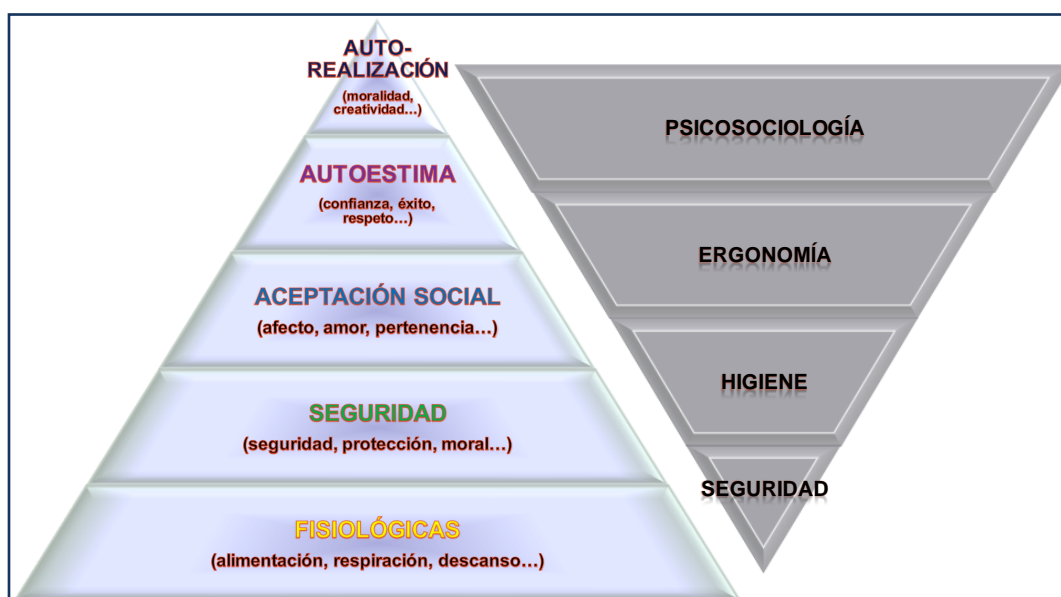 AUTO-
REALIZACIÓN
(moralidad,
creatividad…)
AUTOESTIMA
(confianza, éxito,
respeto…)
ACEPTACIÓN SOCIAL
(afecto, amor, pertenencia…)
SEGURIDAD
(seguridad, protección, moral…)
FISIOLÓGICAS
(alimentación, respiración, descanso…)
PSICOSOCIOLOGÍA
ERGONOMÍA
HIGIENE
SEGURIDAD